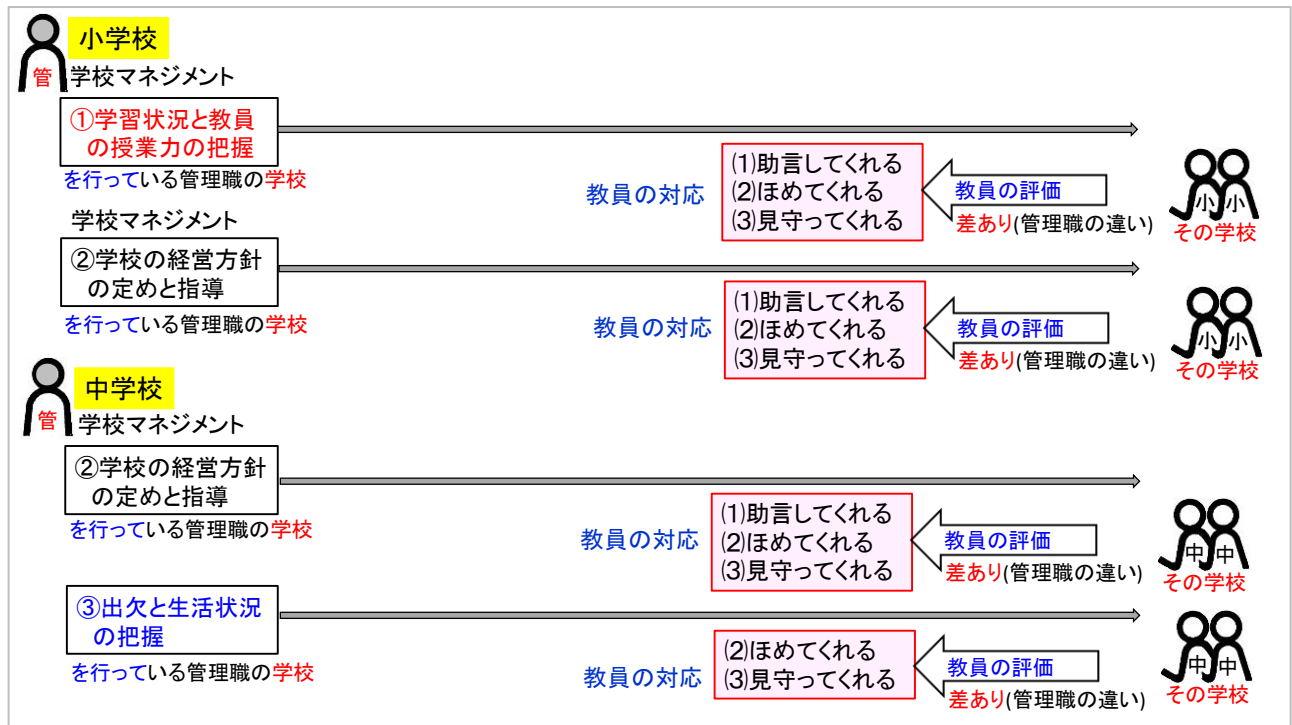 小学校
管
学校マネジメント
①学習状況と教員
の授業力の把握
を行っている管理職の学校
教員の対応
(1)助言してくれる
(2)ほめてくれる
(3)見守ってくれる
教員の評価
差あり(管理職の違い)
小 小
その学校
学校マネジメント
②学校の経営方針
の定めと指導
を行っている管理職の学校
教員の対応
(1)助言してくれる
(2)ほめてくれる
(3)見守ってくれる
教員の評価
差あり(管理職の違い)
小 小
その学校
中学校
管
学校マネジメント
②学校の経営方針
の定めと指導
を行っている管理職の学校
教員の対応
(1)助言してくれる
(2)ほめてくれる
(3)見守ってくれる
教員の評価
差あり(管理職の違い)
中 中
その学校
③出欠と生活状況
の把握
を行っている管理職の学校
教員の対応
(2)ほめてくれる
(3)見守ってくれる
教員の評価
差あり(管理職の違い)
中 中
その学校